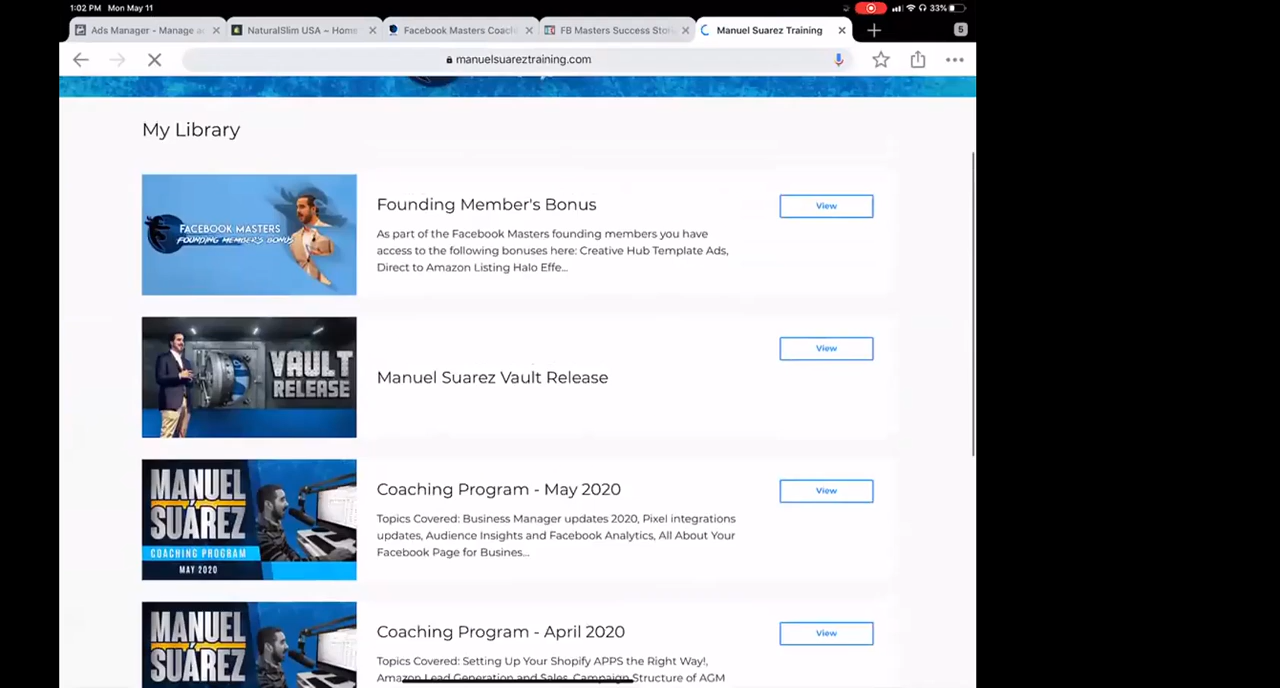 1:02 PM Mon May 11
33%
Ads Manager - Manage a
NaturalSlim USA – Home
Facebook Masters Coach
FB Masters Success Stor
Manuel Suarez Training
5
manuelsuareztraining.com
My Library
FACEBOOK MASTERS
FOUNDING MEMBER'S BONUS
Founding Member's Bonus
View
As part of the Facebook Masters founding members you have
access to the following bonuses here: Creative Hub Template Ads,
Direct to Amazon Listing Halo Effe...
VAULT
RELEASE
Manuel Suarez Vault Release
View
MANUEL
SUÁREZ
COACHING PROGRAM
MAY 2020
Coaching Program - May 2020
View
Topics Covered: Business Manager updates 2020, Pixel integrations
updates, Audience Insights and Facebook Analytics, All About Your
Facebook Page for Busines...
MANUEL
SUÁREZ
Coaching Program - April 2020
View
Topics Covered: Setting Up Your Shopify APPS the Right Way!,
Amazon Lead Generation and Sales, Campaign Structure of AGM